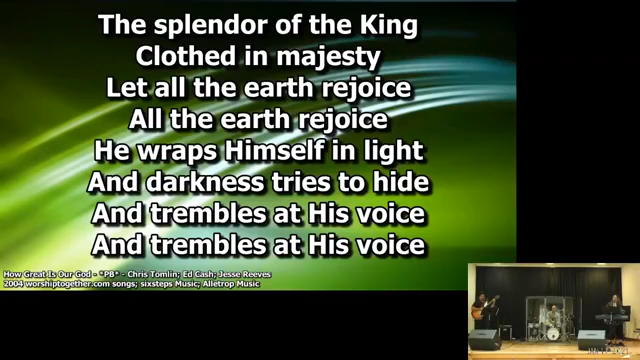 The splendor of the King
Clothed in majesty
Let all the earth rejoice
All the earth rejoice
He wraps Himself in light
And darkness tries to hide
And trembles at His voice
And trembles at His voice
How Great Is Our God - *PB* - Chris Tomlin; Ed Cash; Jesse Reeves
2004 worshiptogether.com songs; sixsteps Music; Alletrop Music